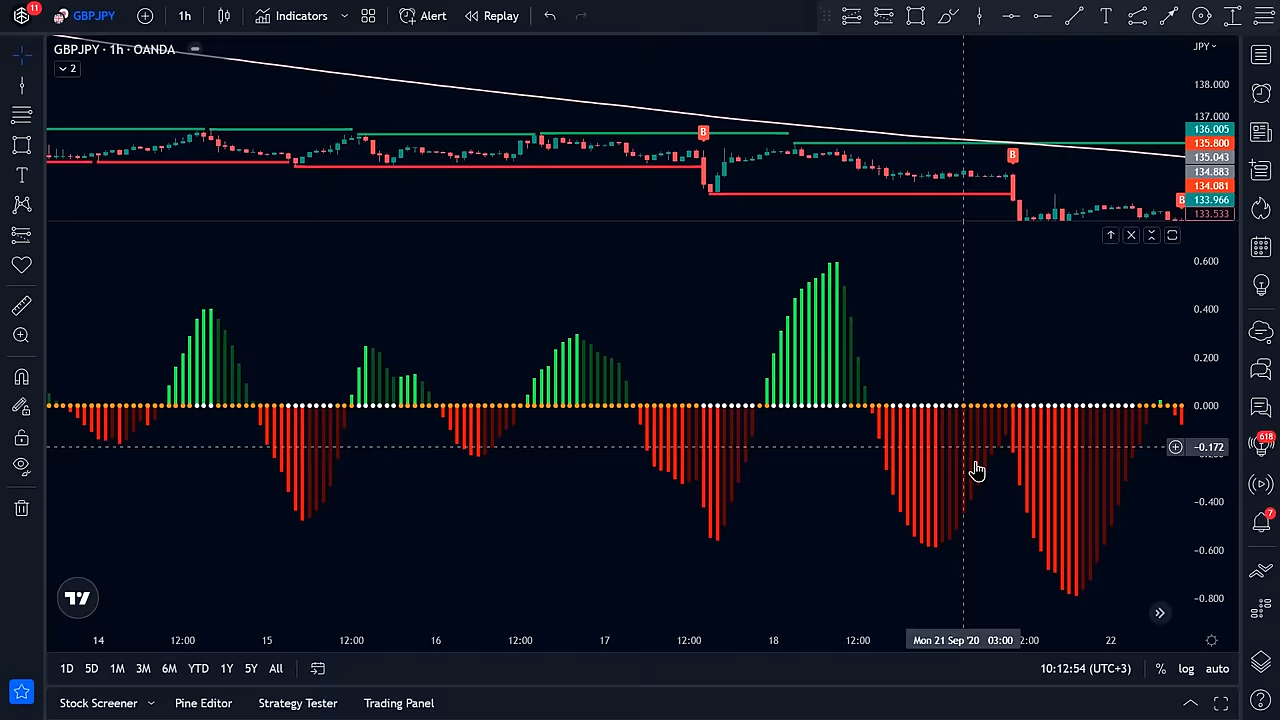 11
GBPJPY
1h
Indicators
Alert
Replay
GBPJPY · 1h · OANDA
2
JPY
138.000
137.000
136.005
135.800
135.043
134.883
134.081
133.966
133.533
B
B
B
0.600
0.400
0.200
0.000
−0.172
−0.400
−0.600
−0.800
618
7
14
12:00
15
12:00
16
12:00
17
12:00
18
12:00
Mon 21 Sep '20 03:00
2:00
22
1D 5D 1M 3M 6M YTD 1Y 5Y All
10:12:54 (UTC+3)
% log auto
Stock Screener
Pine Editor
Strategy Tester
Trading Panel